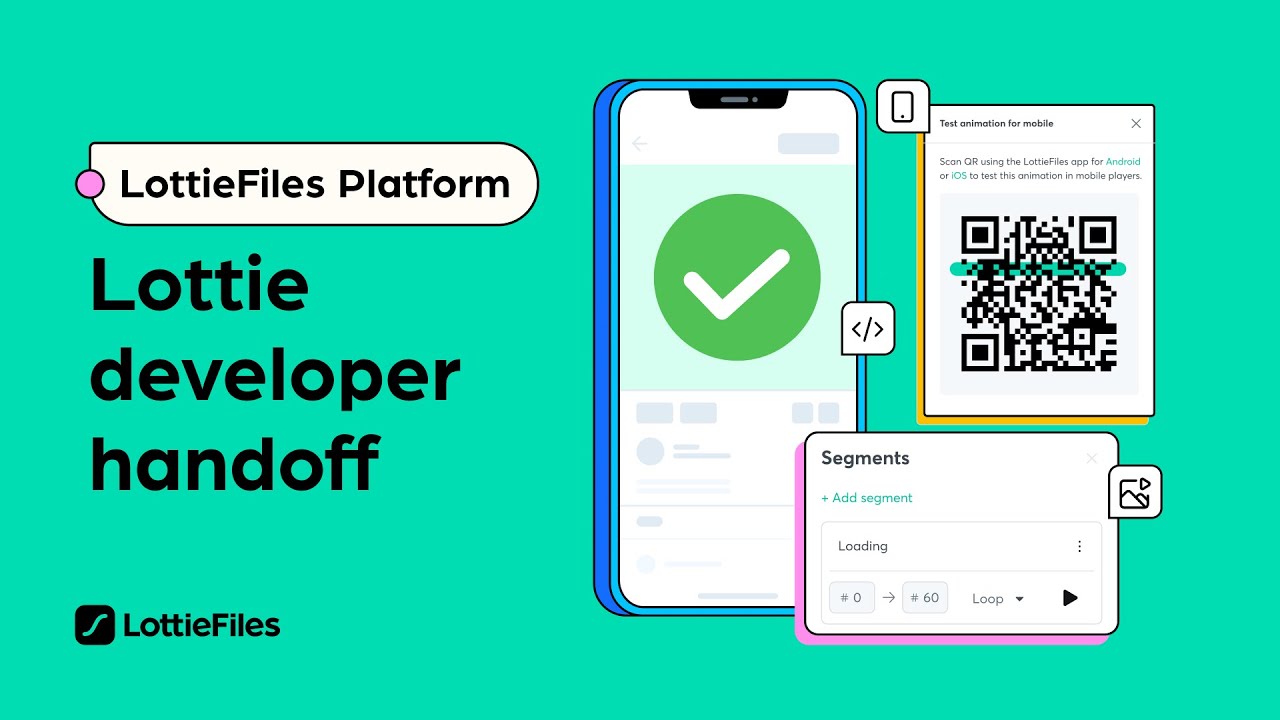 LottieFiles Platform
Lottie
developer
handoff
LottieFiles
Test animation for mobile
Scan QR using the LottieFiles app for Android
or iOS to test this animation in mobile players.
</>
Segments
+ Add segment
Loading
# 0 → # 60 Loop